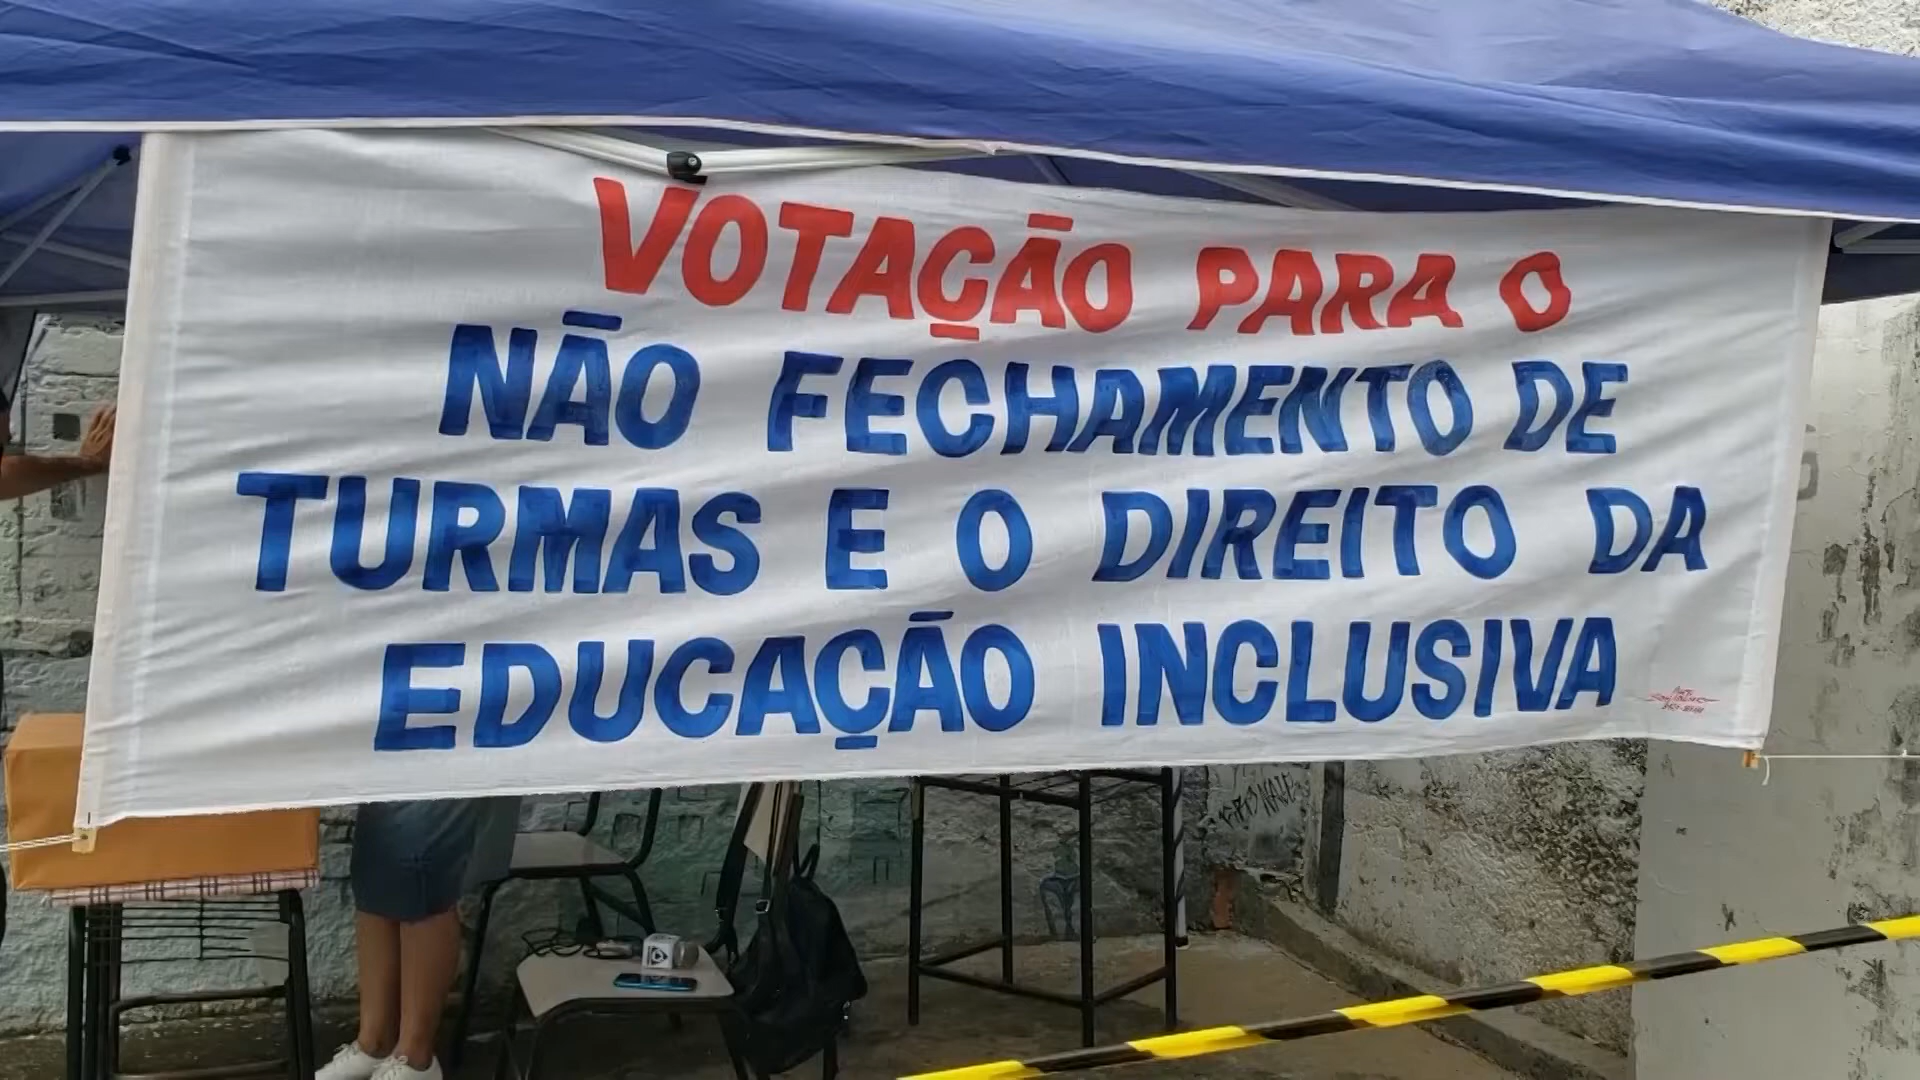 VOTAÇÃO PARA O
NÃO FECHAMENTO DE
TURMAS E O DIREITO DA
EDUCAÇÃO INCLUSIVA